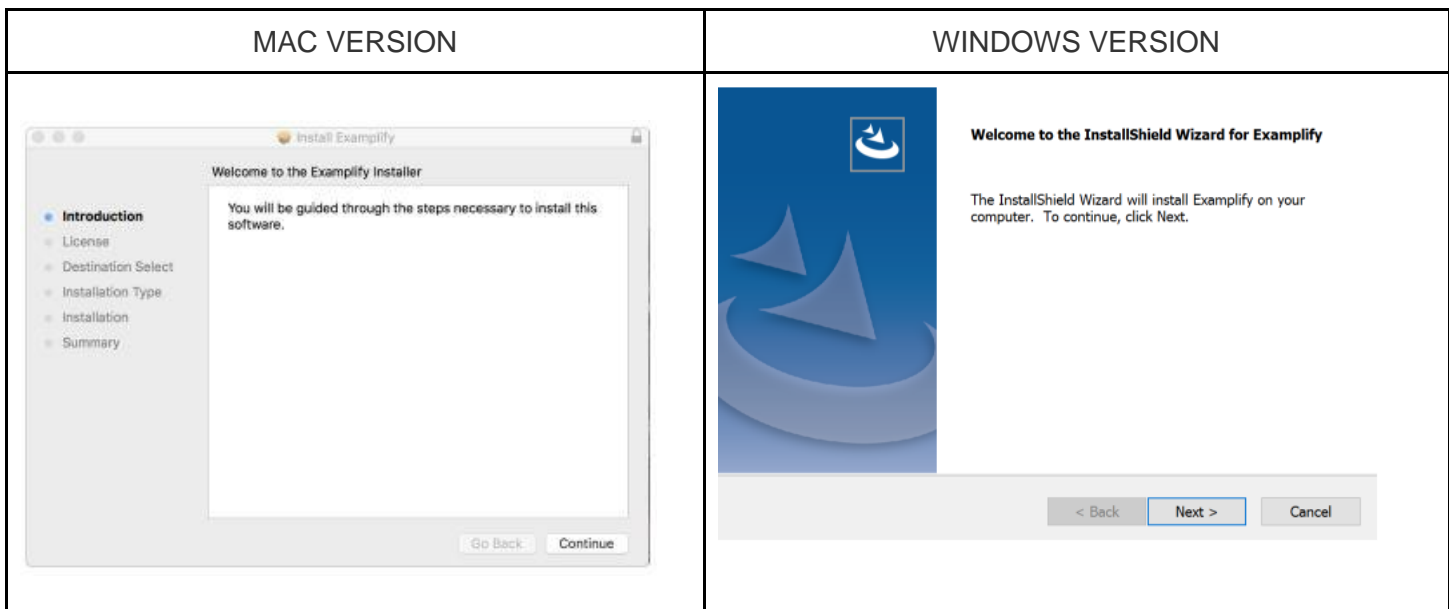 MAC VERSION
WINDOWS VERSION
Install Examplify
Welcome to the Examplify Installer
Introduction
License
Destination Select
Installation Type
Installation
Summary
You will be guided through the steps necessary to install this
software.
Go Back
Continue
Welcome to the InstallShield Wizard for Examplify
The InstallShield Wizard will install Examplify on your
computer. To continue, click Next.
< Back
Next >
Cancel